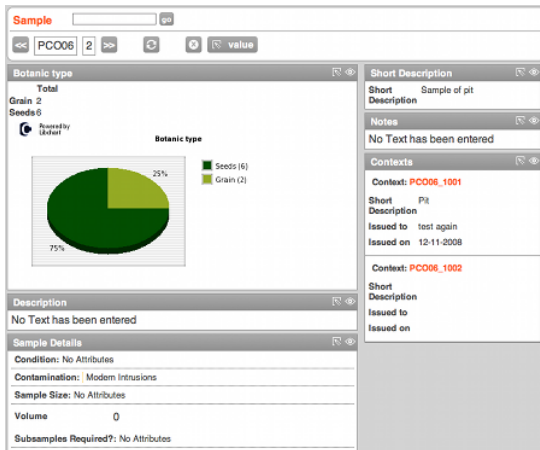 Sample
go
<< PCO06 2 >> value
Botanic type
Total
Grain 2
Seeds 6
Powered by
Libchart
Botanic type
Seeds (6)
Grain (2)
25%
75%
Description
No Text has been entered
Sample Details
Condition: No Attributes
Contamination: Modern Intrusions
Sample Size: No Attributes
Volume 0
Subsamples Required?: No Attributes
Short Description
Short Sample of pit
Description
Notes
No Text has been entered
Contexts
Context: PCO06_1001
Short Pit
Description
Issued to test again
Issued on 12-11-2008
Context: PCO06_1002
Short
Description
Issued to
Issued on